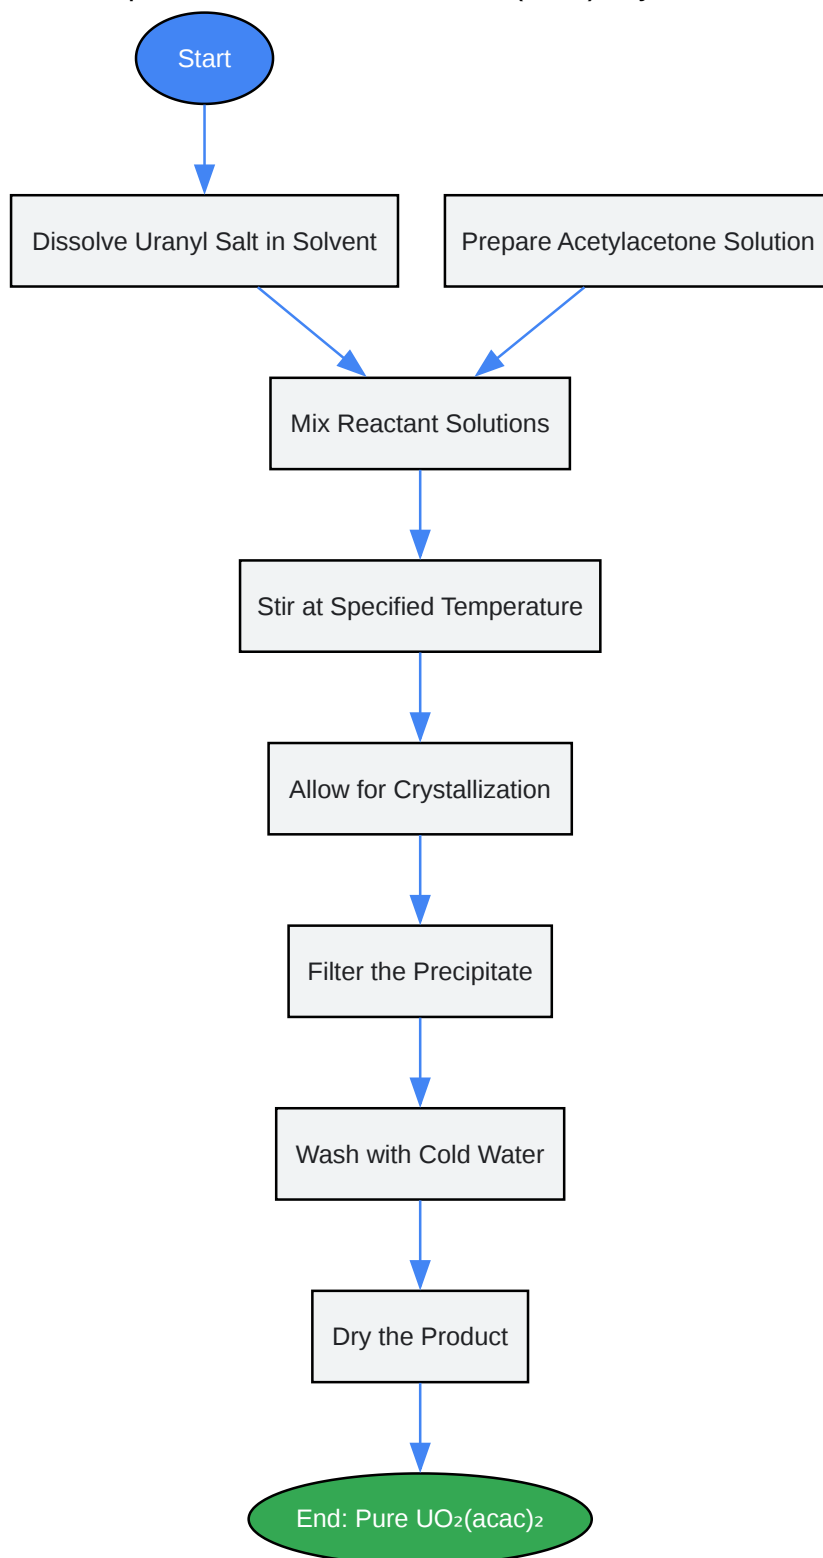 Start
Dissolve Uranyl Salt in Solvent
Prepare Acetylacetone Solution
Mix Reactant Solutions
Stir at Specified Temperature
Allow for Crystallization
Filter the Precipitate
Wash with Cold Water
Dry the Product
End: Pure UO₂(acac)₂